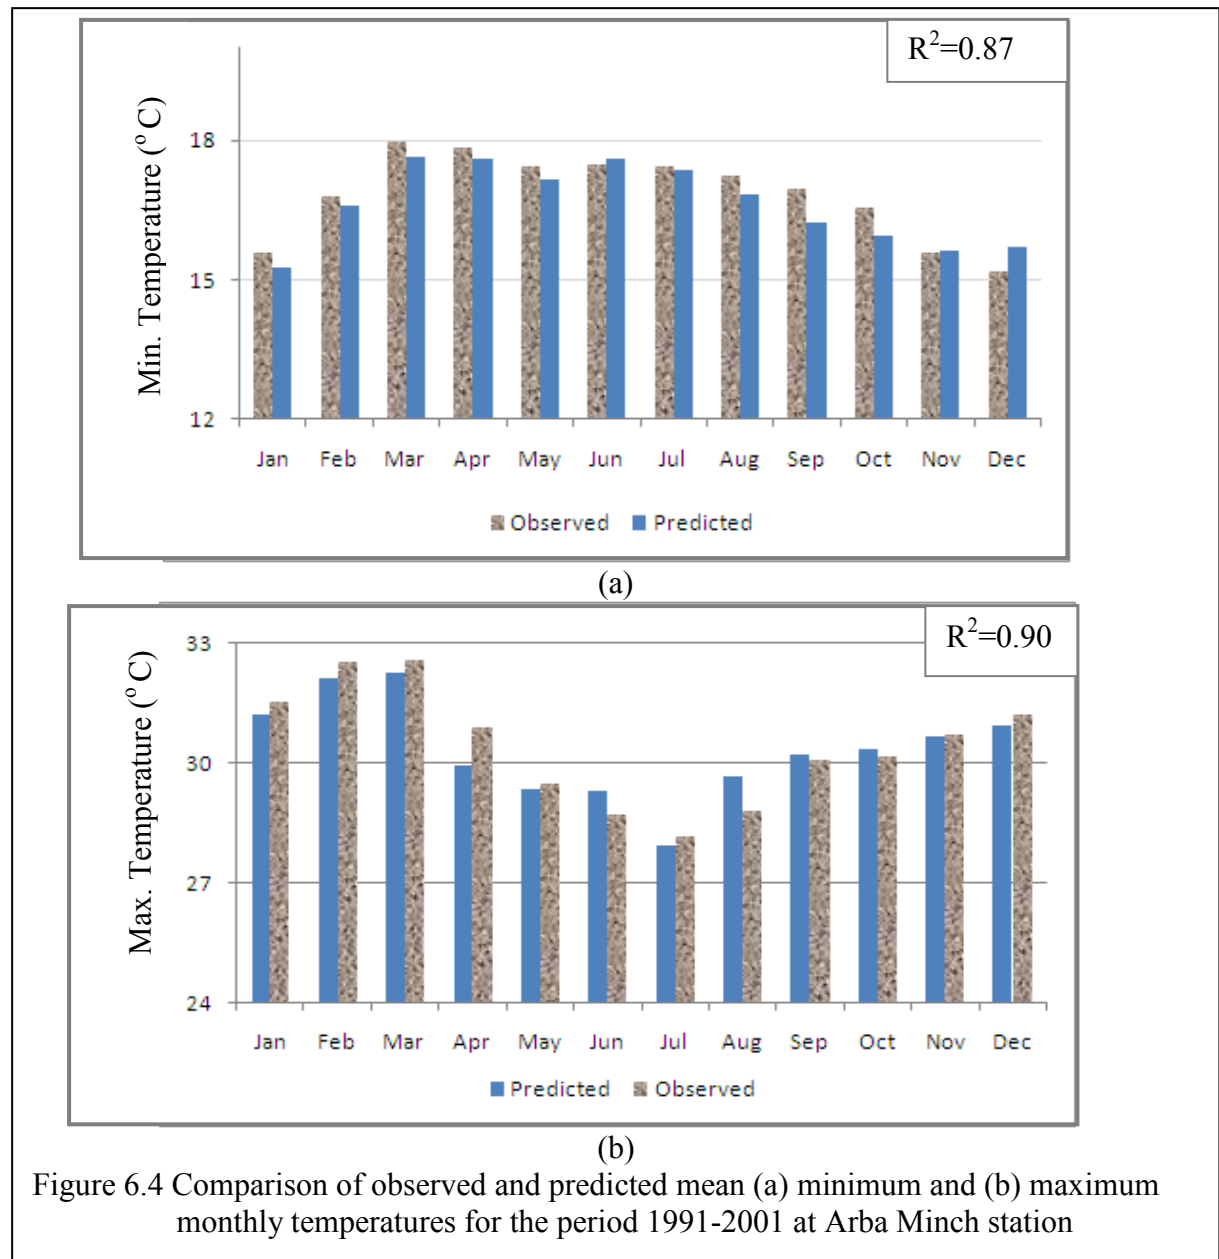 R²=0.87
Min. Temperature (° C)
18
15
12
Jan Feb Mar Apr May Jun Jul Aug Sep Oct Nov Dec
Observed Predicted
(a)
R²=0.90
Max. Temperature (° C)
33
30
27
24
Jan Feb Mar Apr May Jun Jul Aug Sep Oct Nov Dec
Predicted Observed
(b)
Figure 6.4 Comparison of observed and predicted mean (a) minimum and (b) maximum
monthly temperatures for the period 1991-2001 at Arba Minch station